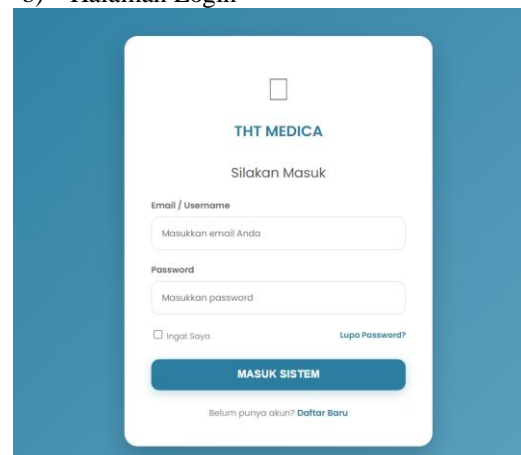 b) Halaman Login
THT MEDICA
Silakan Masuk
Email / Username
Masukkan email Anda
Password
Masukkan password
Ingat Saya Lupa Password?
MASUK SISTEM
Belum punya akun? Daftar Baru